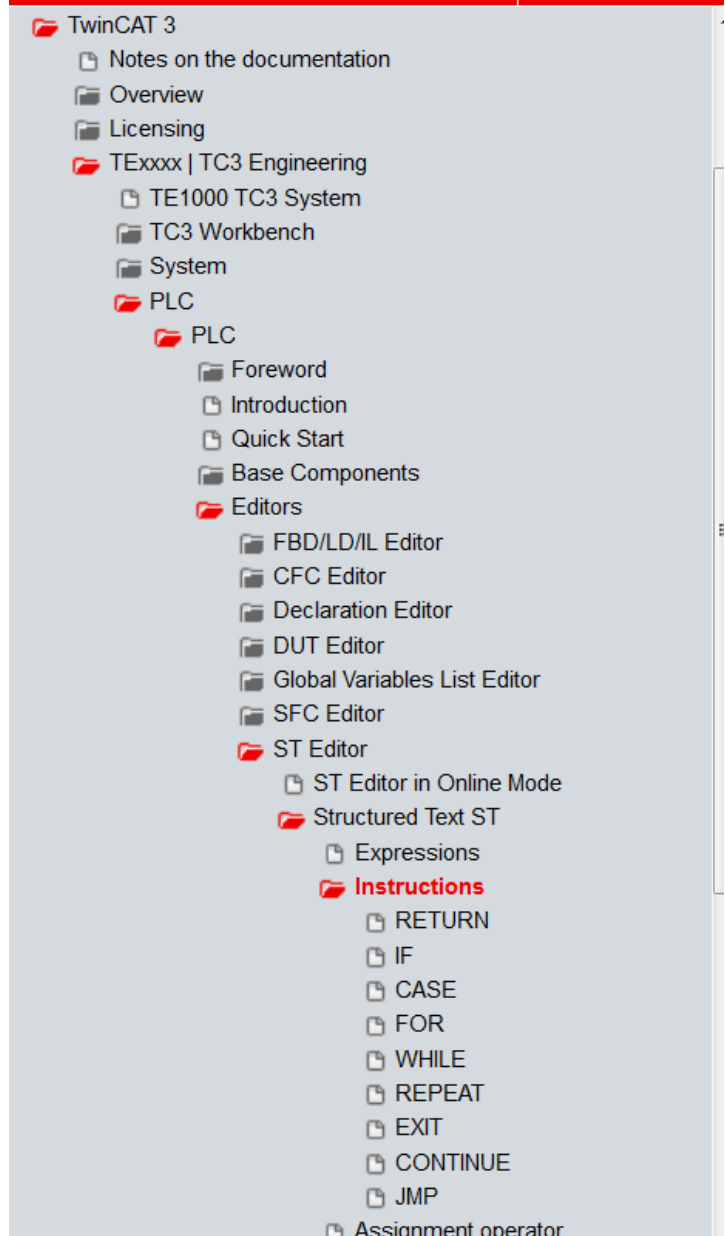 TwinCAT 3
Notes on the documentation
Overview
Licensing
TExxxx | TC3 Engineering
TE1000 TC3 System
TC3 Workbench
System
PLC
PLC
Foreword
Introduction
Quick Start
Base Components
Editors
FBD/LD/IL Editor
CFC Editor
Declaration Editor
DUT Editor
Global Variables List Editor
SFC Editor
ST Editor
ST Editor in Online Mode
Structured Text ST
Expressions
Instructions
RETURN
IF
CASE
FOR
WHILE
REPEAT
EXIT
CONTINUE
JMP
Assignment operator